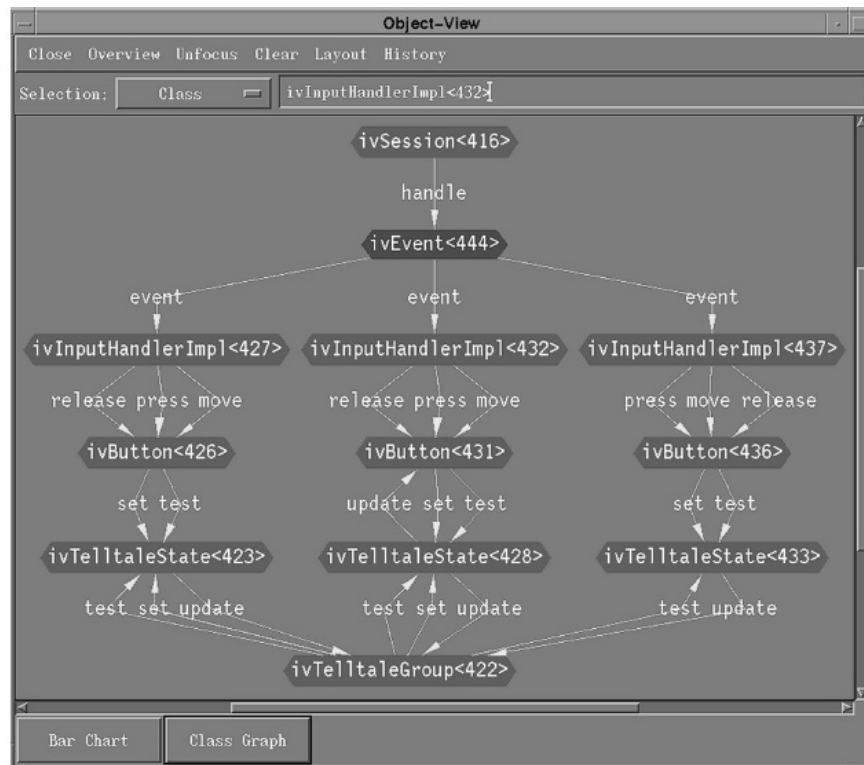 Object-View
Close Overview Unfocus Clear Layout History
Selection: Class ivInputHandlerImpl<432>
ivSession<416>
handle
ivEvent<444>
event event event
ivInputHandlerImpl<427> ivInputHandlerImpl<432> ivInputHandlerImpl<437>
release press move release press move press move release
ivButton<426> ivButton<431> ivButton<436>
set test update set test set test
ivTelltaleState<423> ivTelltaleState<428> ivTelltaleState<433>
test set update test set update test update
ivTelltaleGroup<422>
Bar Chart Class Graph